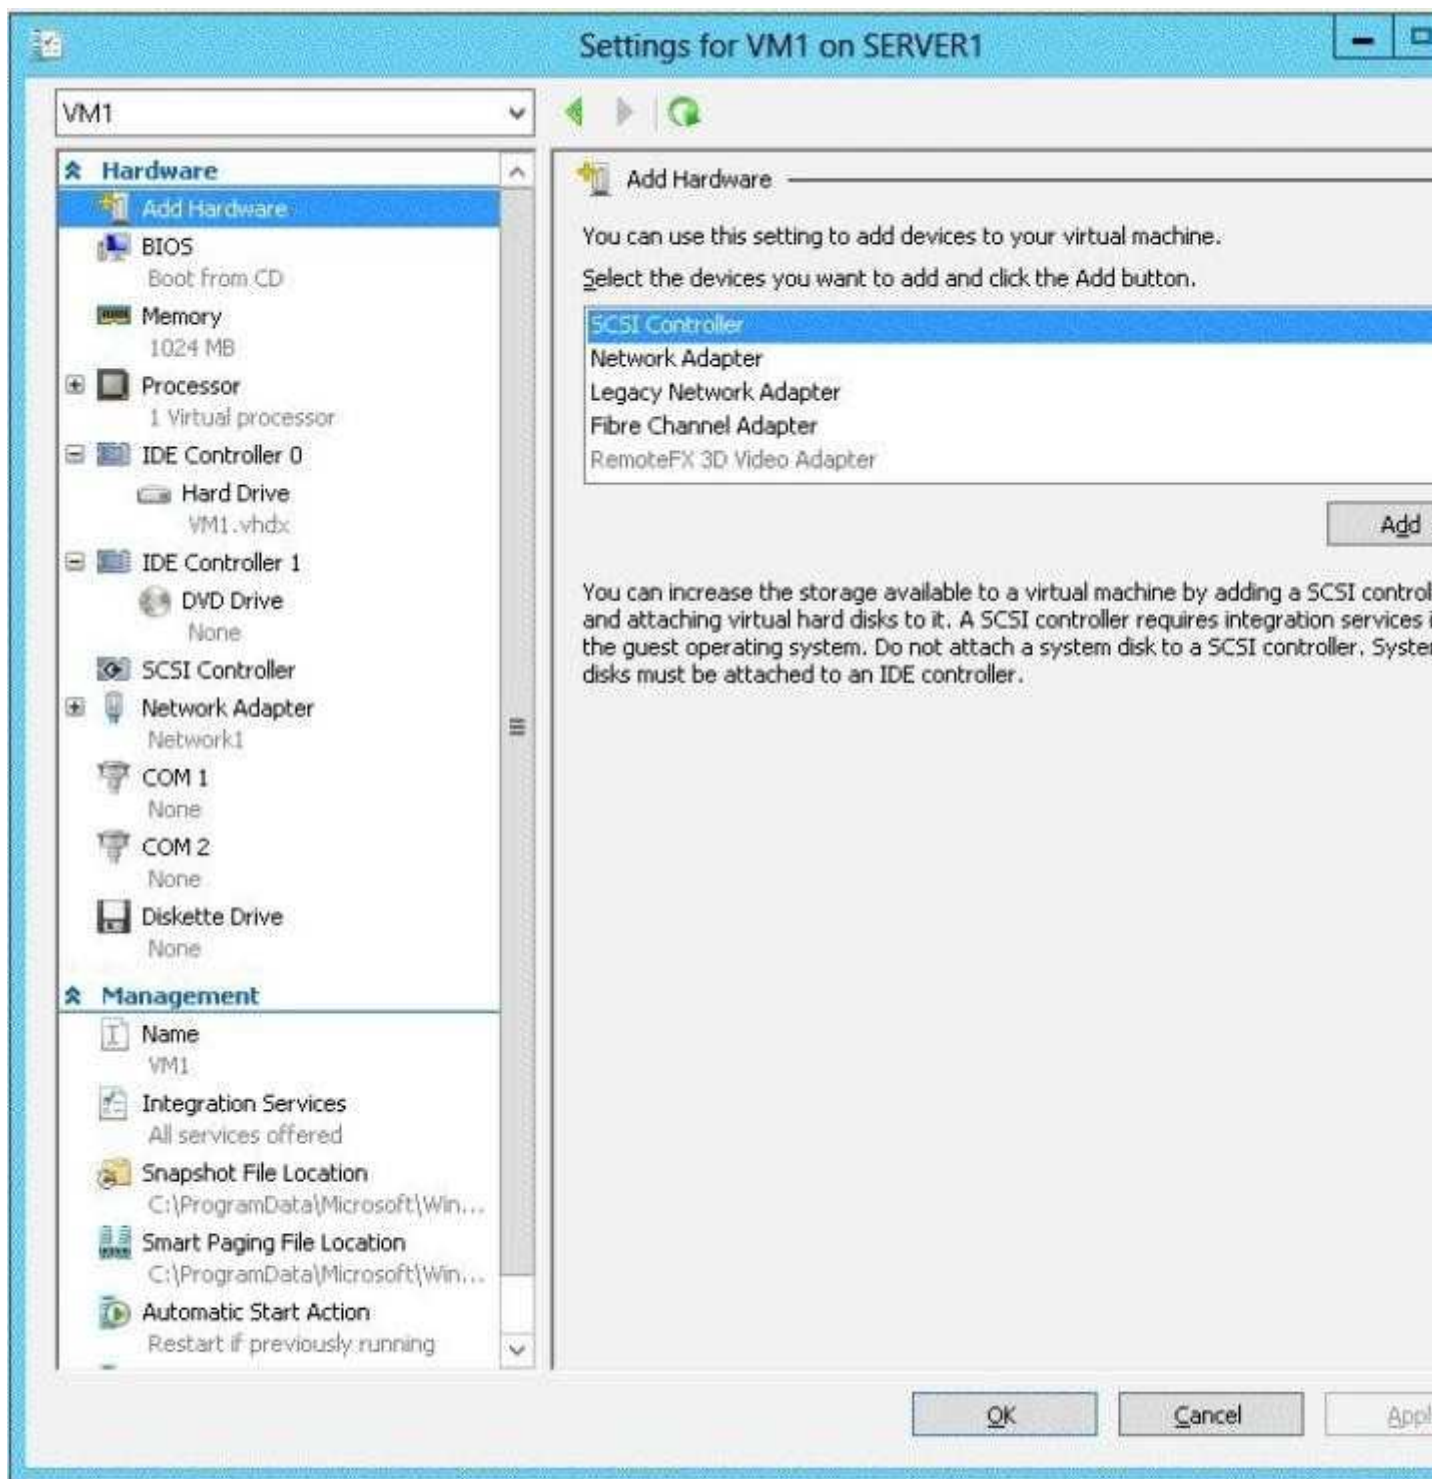 Settings for VM1 on SERVER1
VM1
Hardware
Add Hardware
BIOS
Boot from CD
Memory
1024 MB
Processor
1 Virtual processor
IDE Controller 0
Hard Drive
VM1.vhdx
IDE Controller 1
DVD Drive
None
SCSI Controller
Network Adapter
Network1
COM 1
None
COM 2
None
Diskette Drive
None
Management
Name
VM1
Integration Services
All services offered
Snapshot File Location
C:\ProgramData\Microsoft\Win...
Smart Paging File Location
C:\ProgramData\Microsoft\Win...
Automatic Start Action
Restart if previously running
Add Hardware
You can use this setting to add devices to your virtual machine.
Select the devices you want to add and click the Add button.
SCSI Controller
Network Adapter
Legacy Network Adapter
Fibre Channel Adapter
RemoteFX 3D Video Adapter
Add
You can increase the storage available to a virtual machine by adding a SCSI control
and attaching virtual hard disks to it. A SCSI controller requires integration services i
the guest operating system. Do not attach a system disk to a SCSI controller. Syste
disks must be attached to an IDE controller.
OK
Cancel
Appl